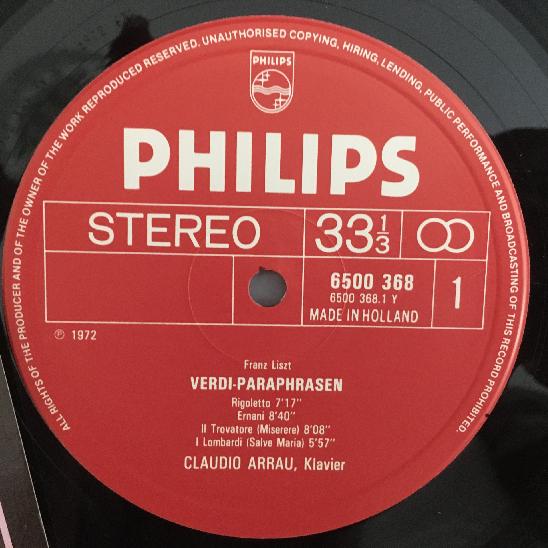 ALL RIGHTS OF THE PRODUCER AND OF THE OWNER OF THE WORK REPRODUCED RESERVED. UNAUTHORISED COPYING, HIRING, LENDING, PUBLIC PERFORMANCE AND BROADCASTING OF THIS RECORD PROHIBITED.
PHILIPS
PHILIPS
STEREO 33 1/3
6500 368
6500 368.1 Y
MADE IN HOLLAND
1
℗ 1972
Franz Liszt
VERDI-PARAPHRASEN
Rigoletto 7'17"
Ernani 8'40"
Il Trovatore (Miserere) 8'08"
I Lombardi (Salve Maria) 5'57"
CLAUDIO ARRAU, Klavier